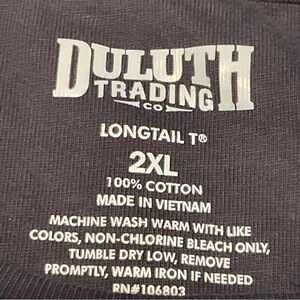 DULUTH
TRADING
CO
LONGTAIL T®
2XL
100% COTTON
MADE IN VIETNAM
MACHINE WASH WARM WITH LIKE
COLORS, NON-CHLORINE BLEACH ONLY,
TUMBLE DRY LOW, REMOVE
PROMPTLY, WARM IRON IF NEEDED
RN#106803